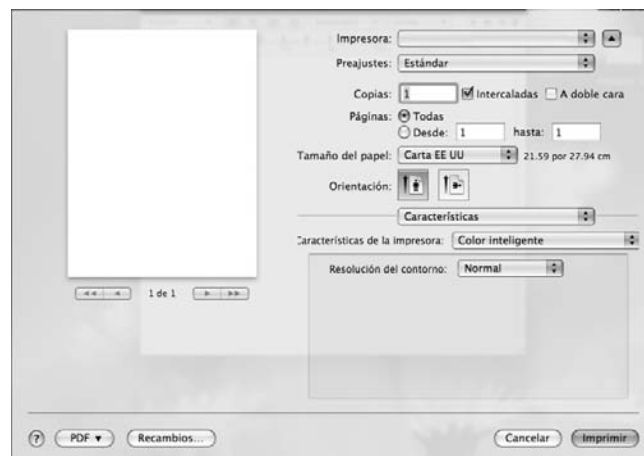 Impresora:
Preajustes: Estándar
Copias: 1 Intercaladas A doble cara
Páginas: Todas
Desde: 1 hasta: 1
Tamaño del papel: Carta EE UU 21.59 por 27.94 cm
Orientación:
Características
Características de la impresora: Color inteligente
Resolución del contorno: Normal
1 de 1
? PDF Recambios... Cancelar Imprimir